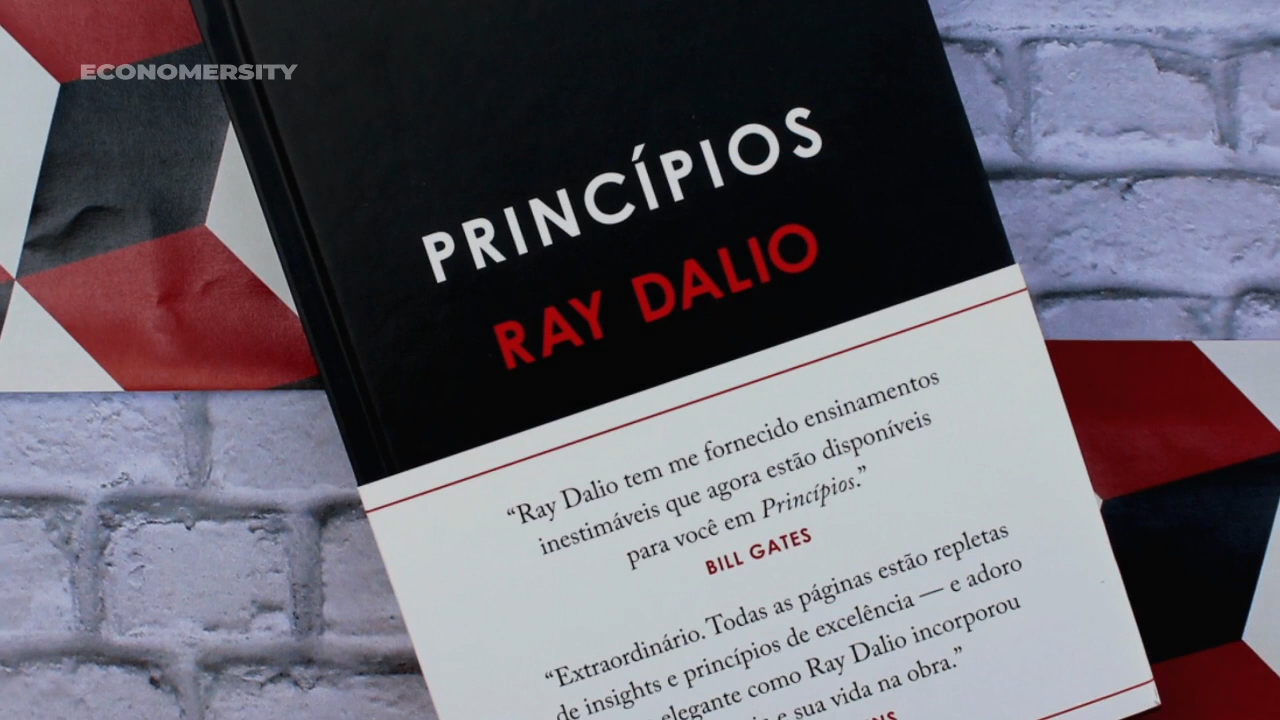 ECONOMERSITY
PRINCÍPIOS
RAY DALIO
“Ray Dalio tem me fornecido ensinamentos
inestimáveis que agora estão disponíveis
para você em Princípios.”
BILL GATES
“Extraordinário. Todas as páginas estão repletas
de insights e princípios de excelência — e adoro
elegante como Ray Dalio incorporou
e sua vida na obra.”